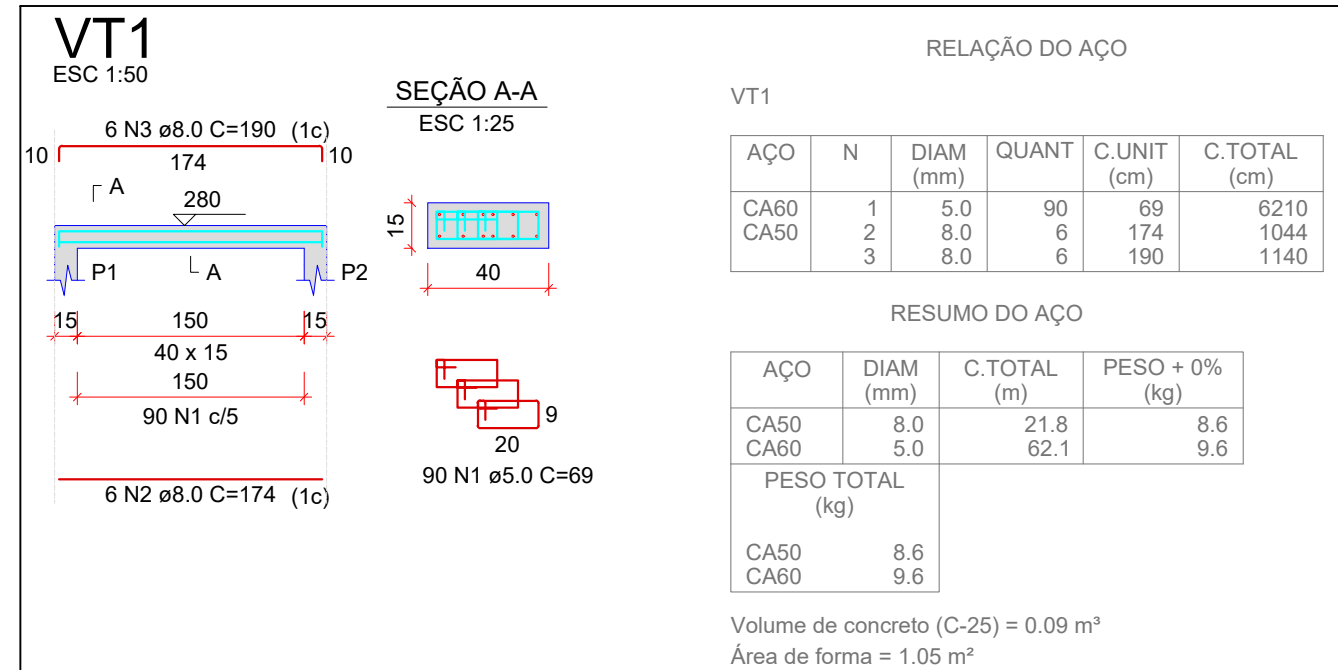 VT1
ESC 1:50
6 N3 ø8.0 C=190 (1c)
10 174 10
A
280
A
P1 P2
15 150 15
40 x 15
150
90 N1 c/5
6 N2 ø8.0 C=174 (1c)
SEÇÃO A-A
ESC 1:25
15
40
9
20
90 N1 ø5.0 C=69
RELAÇÃO DO AÇO
VT1
AÇO N DIAM QUANT C.UNIT C.TOTAL
(mm) (cm) (cm)
CA60 1 5.0 90 69 6210
CA50 2 8.0 6 174 1044
3 8.0 6 190 1140
RESUMO DO AÇO
AÇO DIAM C.TOTAL PESO + 0%
(mm) (m) (kg)
CA50 8.0 21.8 8.6
CA60 5.0 62.1 9.6
PESO TOTAL
(kg)
CA50 8.6
CA60 9.6
Volume de concreto (C-25) = 0.09 m³
Área de forma = 1.05 m²